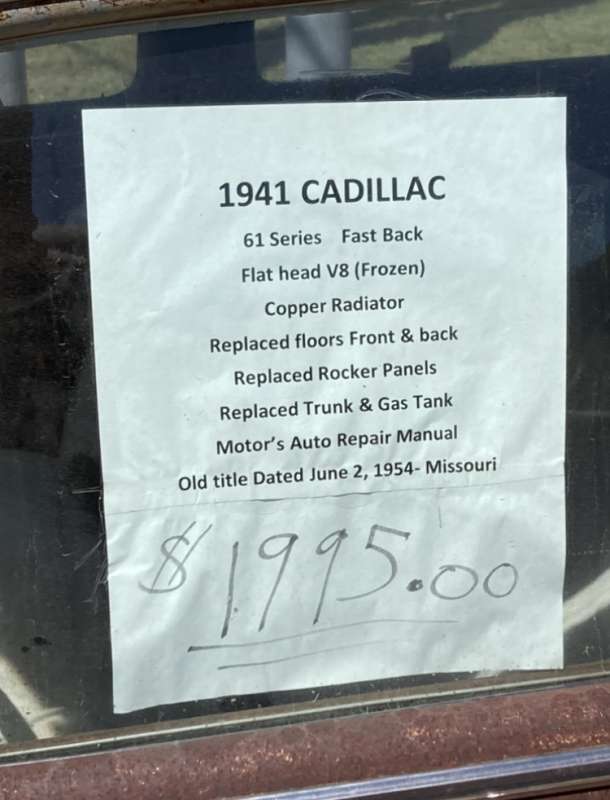 1941 CADILLAC
61 Series Fast Back
Flat head V8 (Frozen)
Copper Radiator
Replaced floors Front & back
Replaced Rocker Panels
Replaced Trunk & Gas Tank
Motor's Auto Repair Manual
Old title Dated June 2, 1954- Missouri
$1995.00